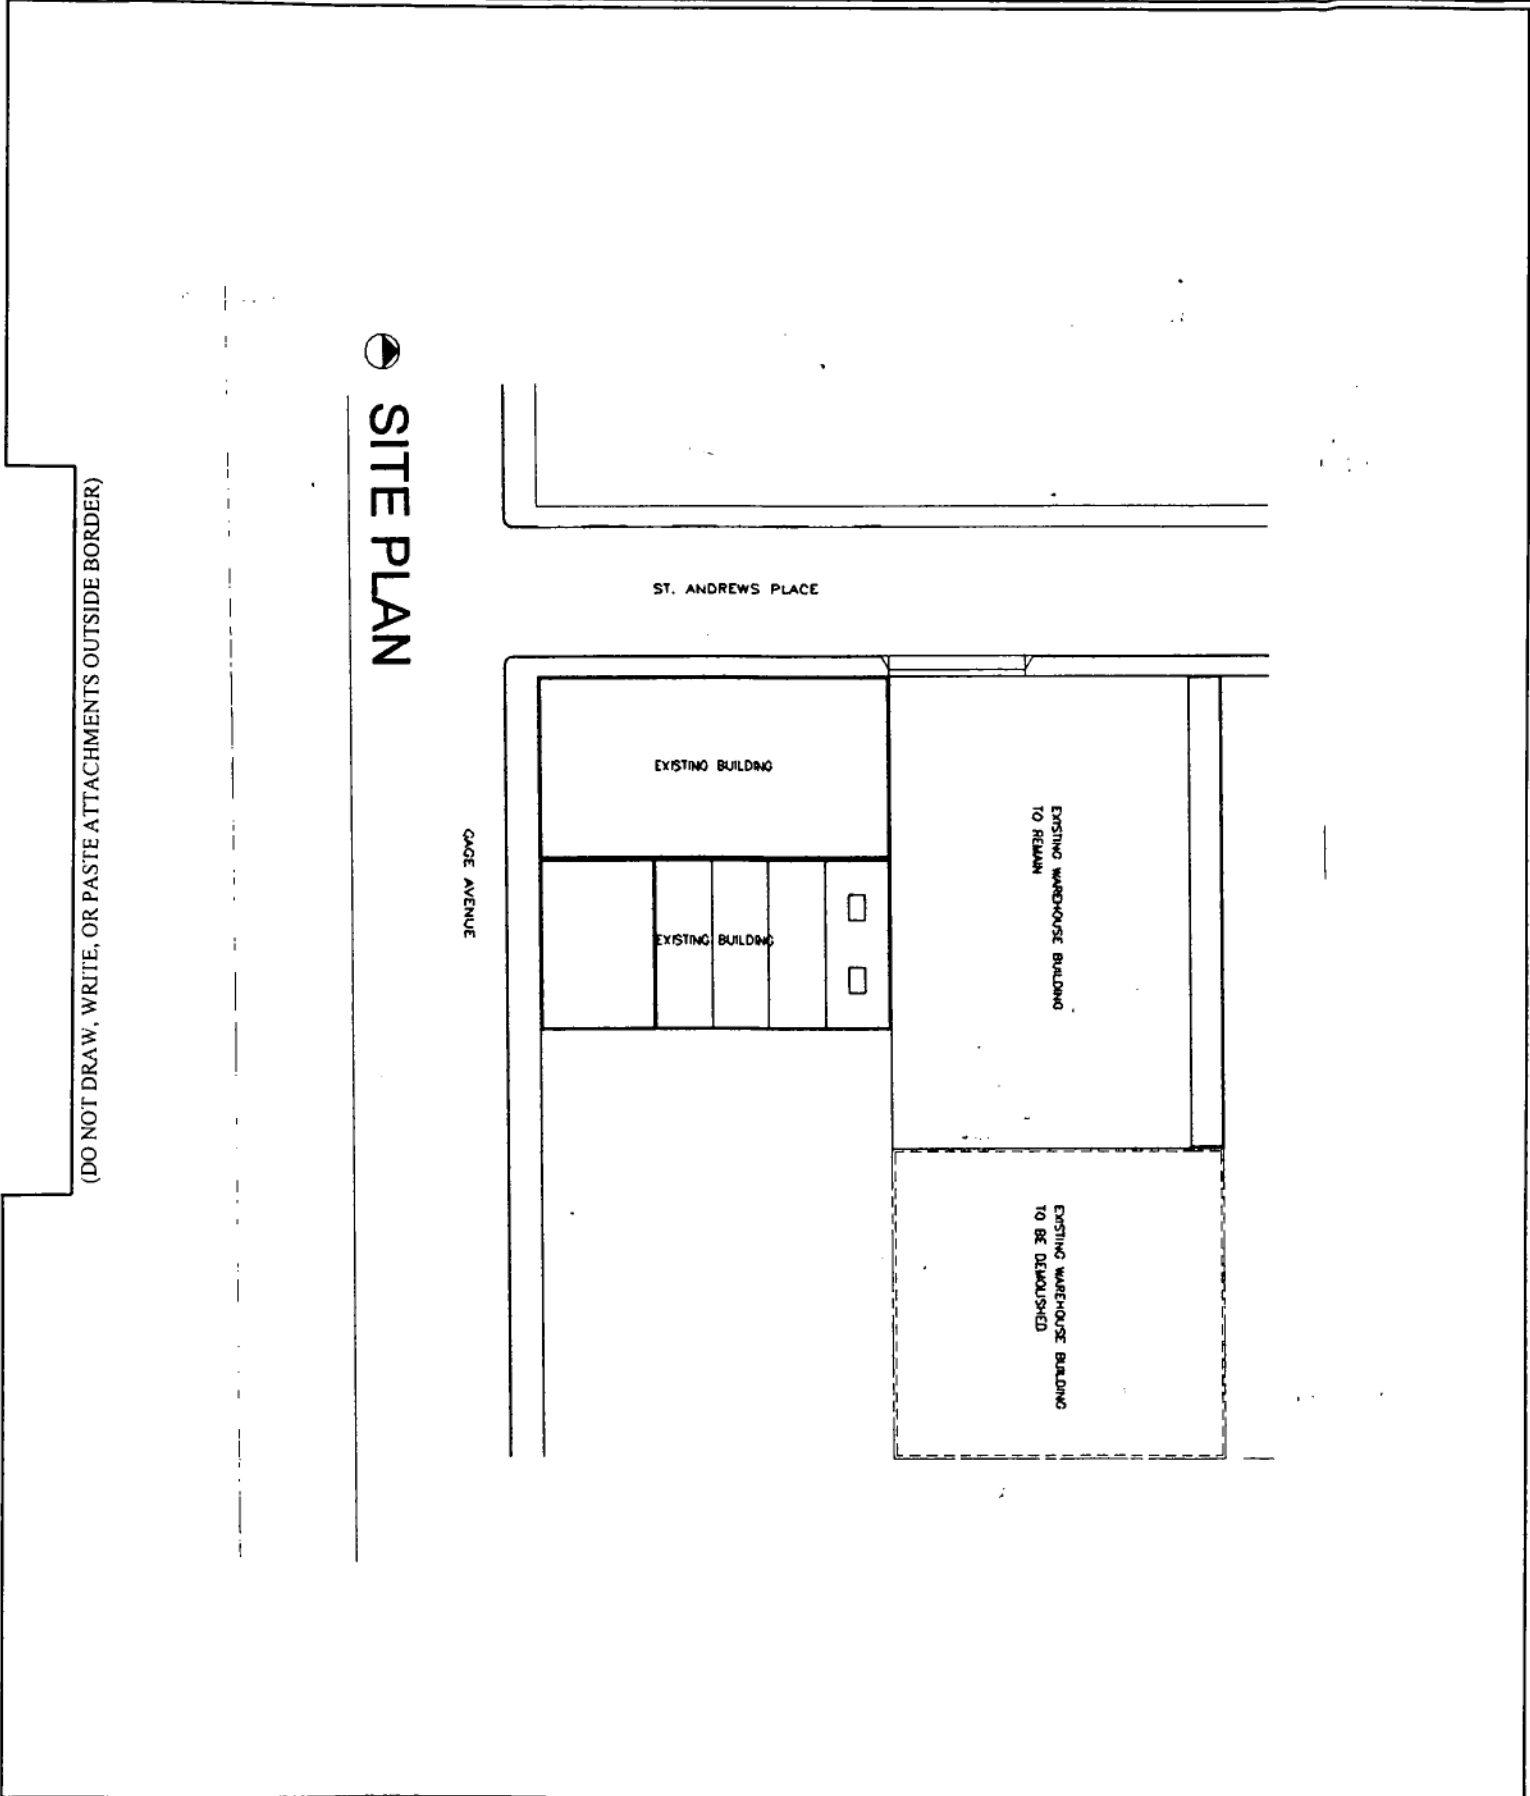 (DO NOT DRAW, WRITE, OR PASTE ATTACHMENTS OUTSIDE BORDER)
SITE PLAN
ST. ANDREWS PLACE
GAGE AVENUE
EXISTING BUILDING
EXISTING BUILDING
EXISTING WAREHOUSE BUILDING
TO REMAIN
EXISTING WAREHOUSE BUILDING
TO BE DEMOLISHED